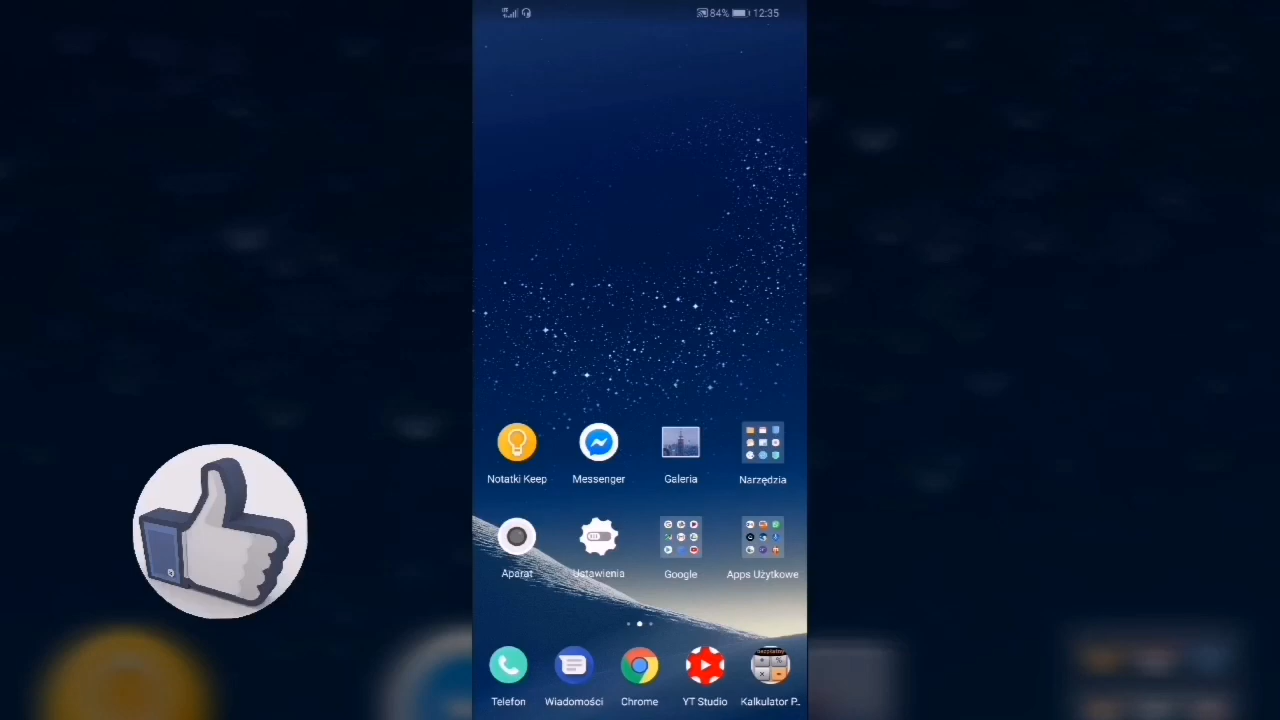 84% 12:35
Notatki Keep Messenger Galeria Narzędzia
Aparat Ustawienia Google Apps Użytkowe
Telefon Wiadomości Chrome YT Studio Kalkulator P..